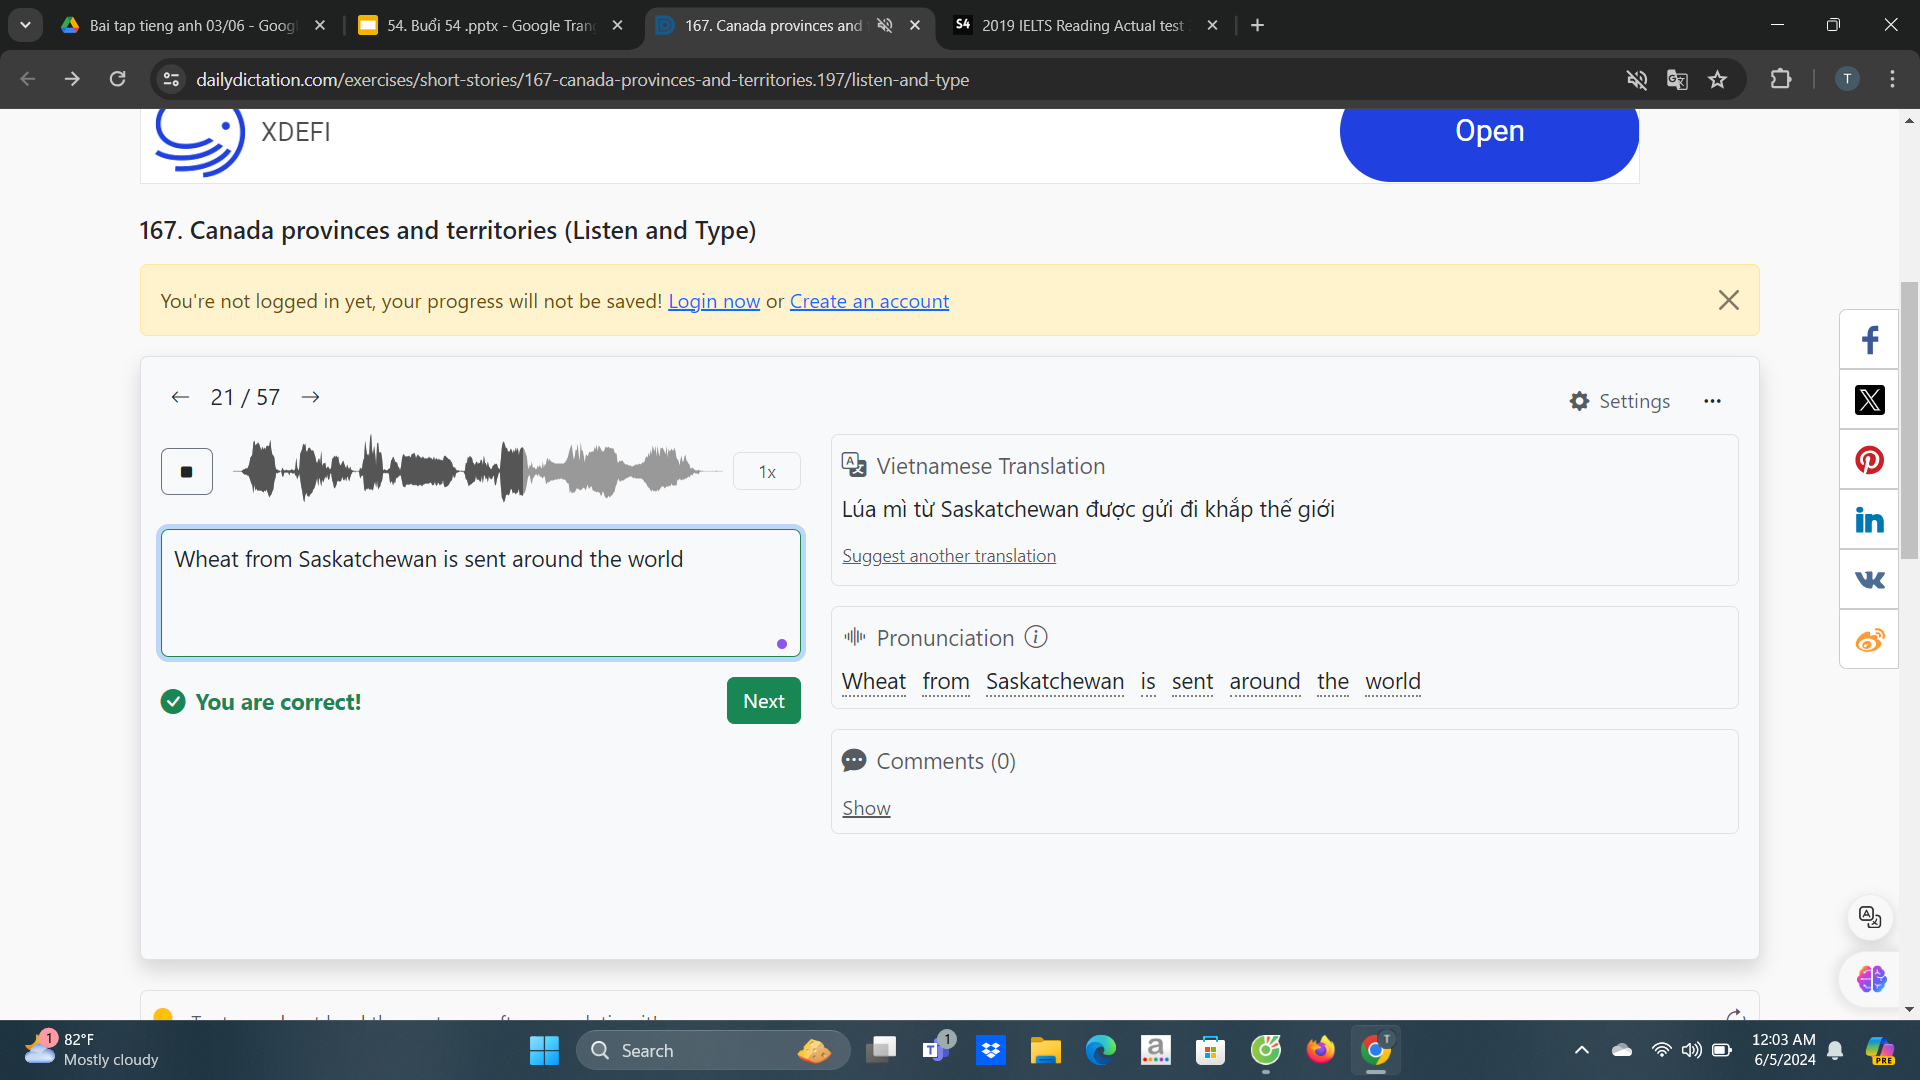 Bai tap tieng anh 03/06 - Goog
54. Buổi 54 .pptx - Google Tran
167. Canada provinces and
S4 2019 IELTS Reading Actual test
dailydictation.com/exercises/short-stories/167-canada-provinces-and-territories.197/listen-and-type
T
XDEFI
Open
167. Canada provinces and territories (Listen and Type)
You're not logged in yet, your progress will not be saved! Login now or Create an account
21 / 57
Settings
1x
Vietnamese Translation
Lúa mì từ Saskatchewan được gửi đi khắp thế giới
Suggest another translation
Wheat from Saskatchewan is sent around the world
Pronunciation
Wheat from Saskatchewan is sent around the world
You are correct!
Next
Comments (0)
Show
1
82°F
Mostly cloudy
Search
1
T
12:03 AM
6/5/2024
PRE